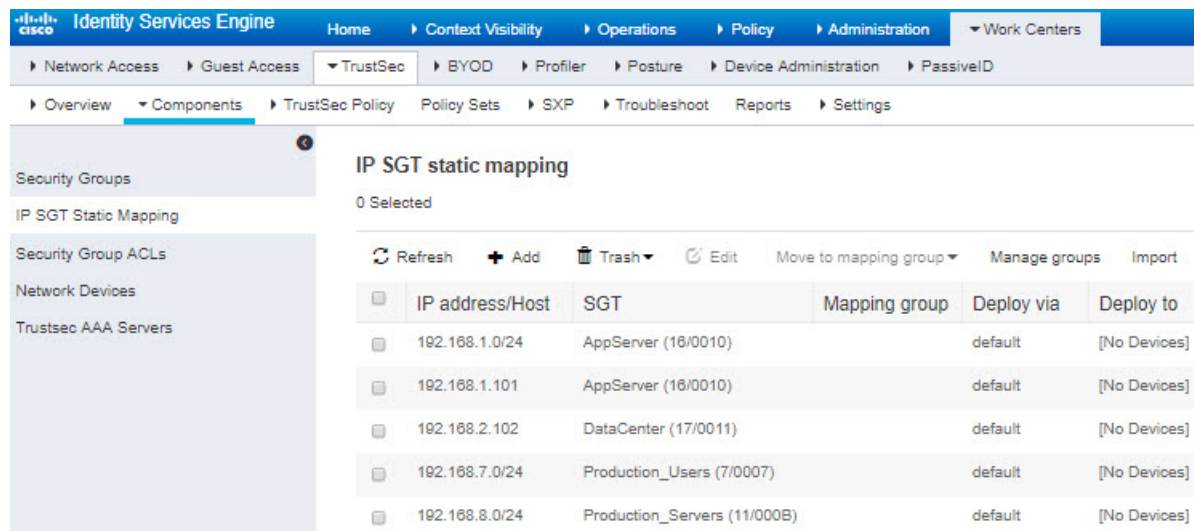 cisco Identity Services Engine Home Context Visibility Operations Policy Administration Work Centers
Network Access Guest Access TrustSec BYOD Profiler Posture Device Administration PassiveID
Overview Components TrustSec Policy Policy Sets SXP Troubleshoot Reports Settings
Security Groups
IP SGT Static Mapping
Security Group ACLs
Network Devices
Trustsec AAA Servers
IP SGT static mapping
0 Selected
Refresh Add Trash Edit Move to mapping group Manage groups Import
IP address/Host SGT Mapping group Deploy via Deploy to
192.168.1.0/24 AppServer (16/0010) default [No Devices]
192.168.1.101 AppServer (16/0010) default [No Devices]
192.168.2.102 DataCenter (17/0011) default [No Devices]
192.168.7.0/24 Production_Users (7/0007) default [No Devices]
192.168.8.0/24 Production_Servers (11/000B) default [No Devices]